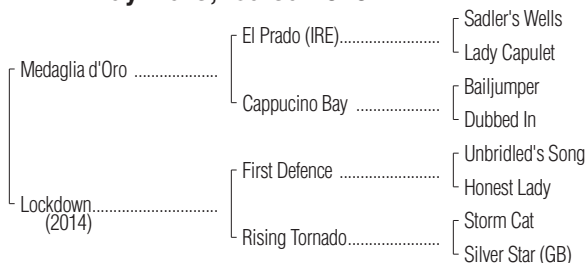 Sadler's Wells
El Prado (IRE)....................
Lady Capulet
Medaglia d'Oro ....................
Bailjumper
Cappucino Bay ....................
Dubbed In
Unbridled's Song
First Defence ....................
Honest Lady
Lockdown..............................
(2014)
Storm Cat
Rising Tornado....................
Silver Star (GB)